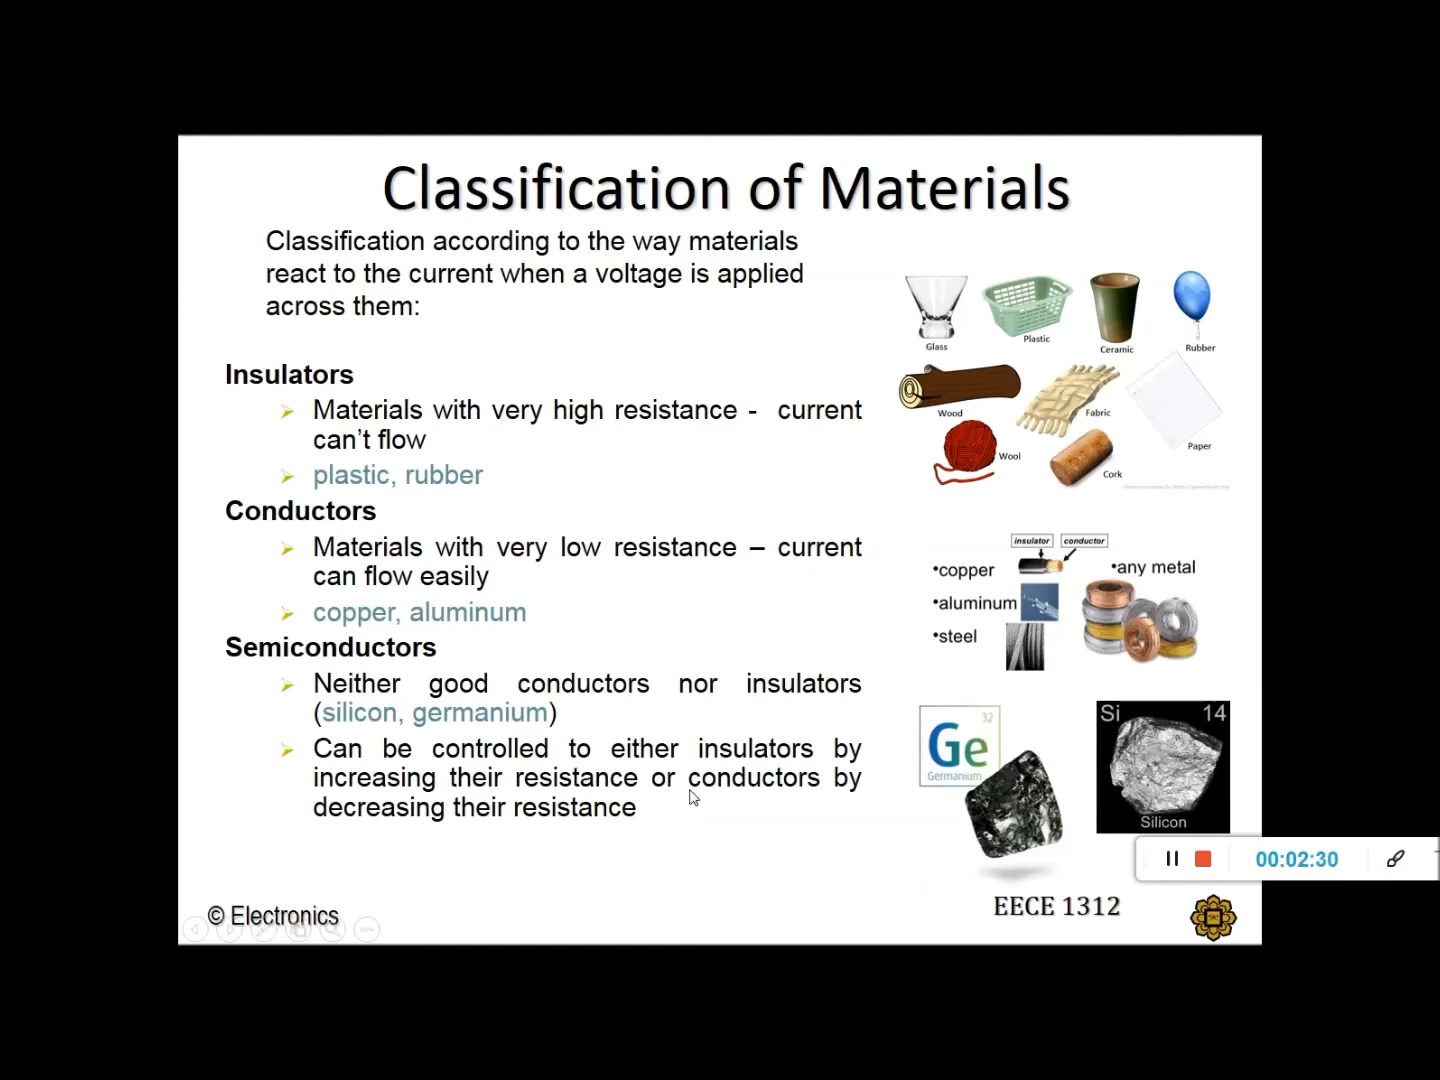 Classification of Materials
Classification according to the way materials
react to the current when a voltage is applied
across them:
Insulators
Materials with very high resistance - current
can't flow
plastic, rubber
Conductors
Materials with very low resistance – current
can flow easily
copper, aluminum
Semiconductors
Neither good conductors nor insulators
(silicon, germanium)
Can be controlled to either insulators by
increasing their resistance or conductors by
decreasing their resistance
Glass
Plastic
Ceramic
Rubber
Wood
Fabric
Paper
Wool
Cork
insulator conductor
•copper
•any metal
•aluminum
•steel
32
Ge
Germanium
Si 14
Silicon
00:02:30
© Electronics
EECE 1312